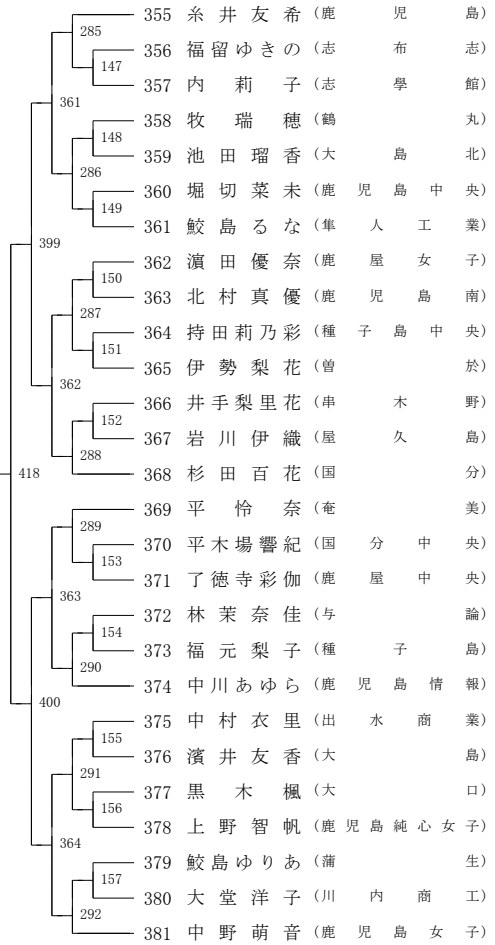 355 糸井友希（鹿児島）
285
356 福留ゆきの（志布志）
147
357 内莉子（志學館）
361
358 牧瑞穂（鶴丸）
148
359 池田瑠香（大島北）
286
360 堀切菜未（鹿児島中央）
149
361 鮫島るな（隼人工業）
399
362 濵田優奈（鹿屋女子）
150
363 北村真優（鹿児島南）
287
364 持田莉乃彩（種子島中央）
151
365 伊勢梨花（曽於）
362
366 井手梨里花（串木野）
152
367 岩川伊織（屋久島）
288
368 杉田百花（国分）
418
369 平怜奈（奄美）
289
370 平木場響紀（国分中央）
153
371 了徳寺彩伽（鹿屋中央）
363
372 林茉奈佳（与論）
154
373 福元梨子（種子島）
290
374 中川あゆら（鹿児島情報）
400
375 中村衣里（出水商業）
155
376 濱井友香（大島）
291
377 黒木楓（大口）
156
378 上野智帆（鹿児島純心女子）
364
379 鮫島ゆりあ（蒲生）
157
380 大堂洋子（川内商工）
292
381 中野萌音（鹿児島女子）